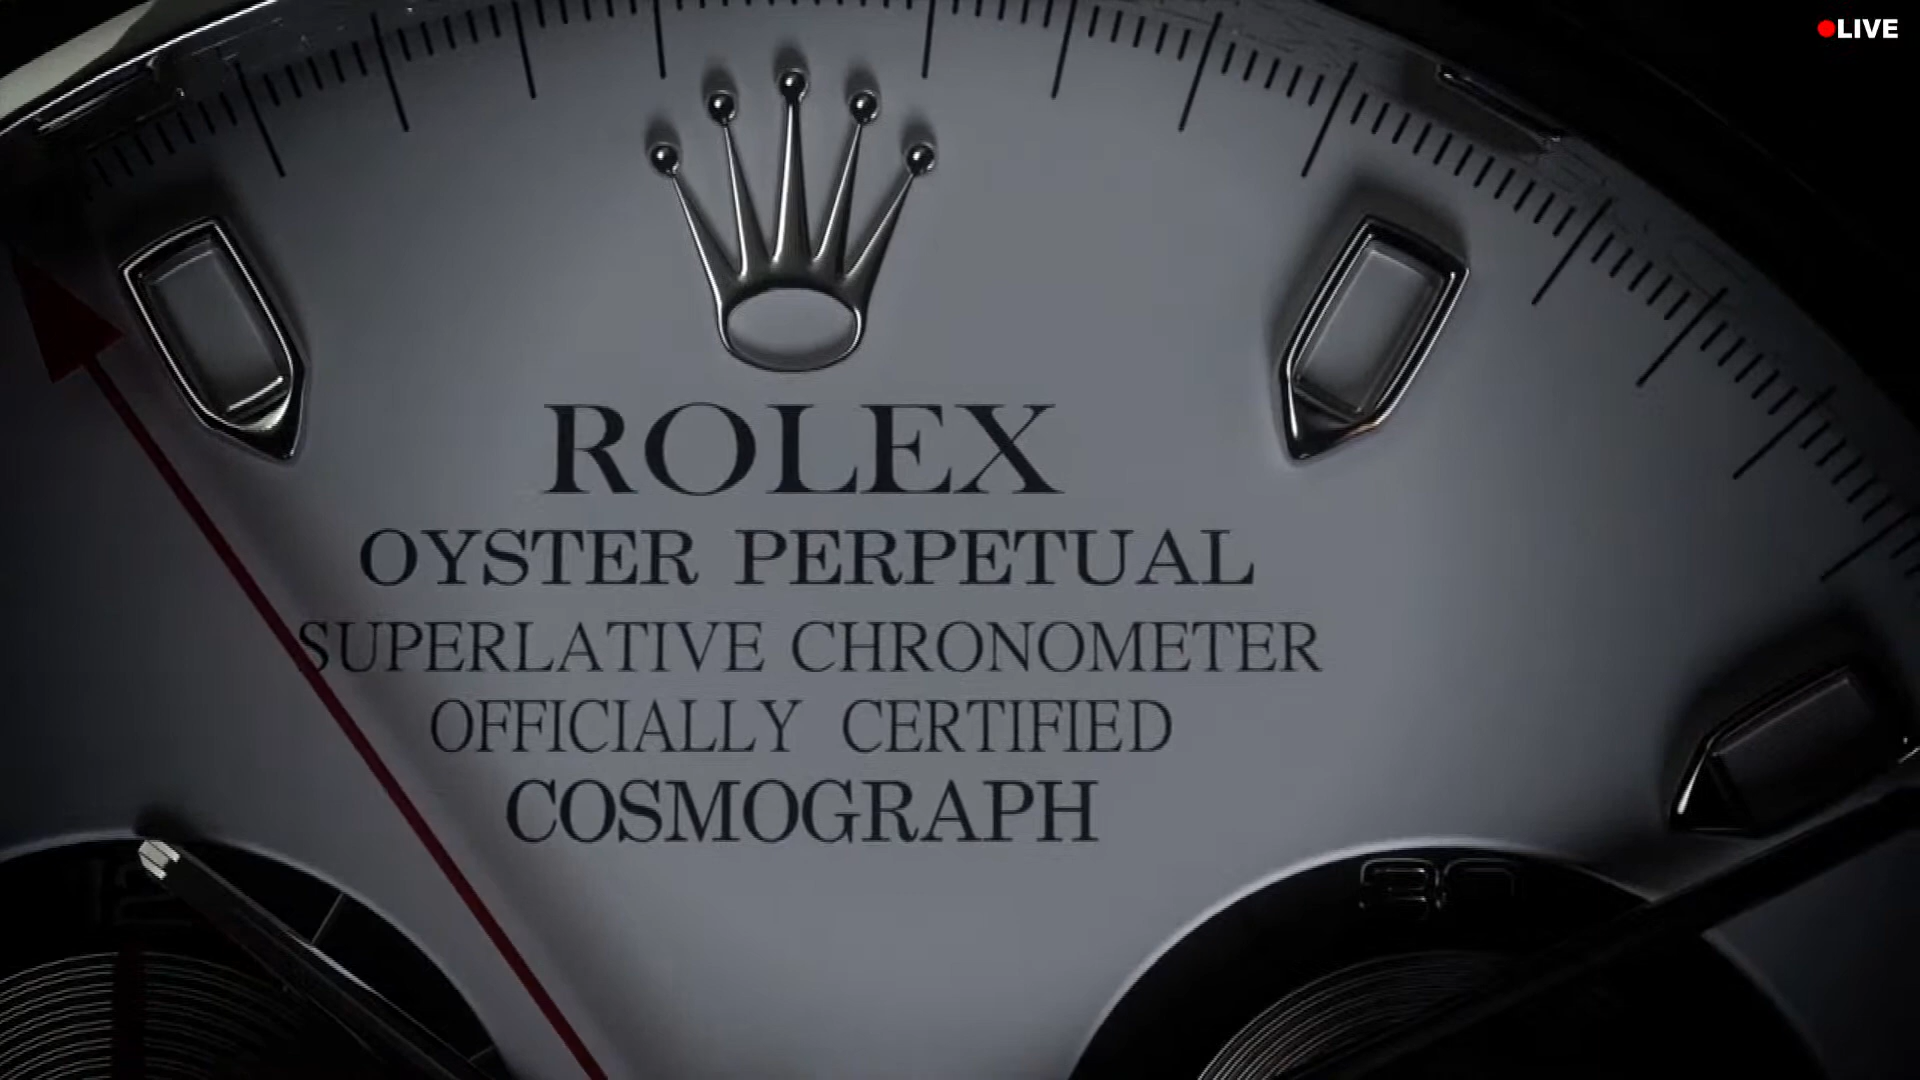 LIVE
ROLEX
OYSTER PERPETUAL
SUPERLATIVE CHRONOMETER
OFFICIALLY CERTIFIED
COSMOGRAPH